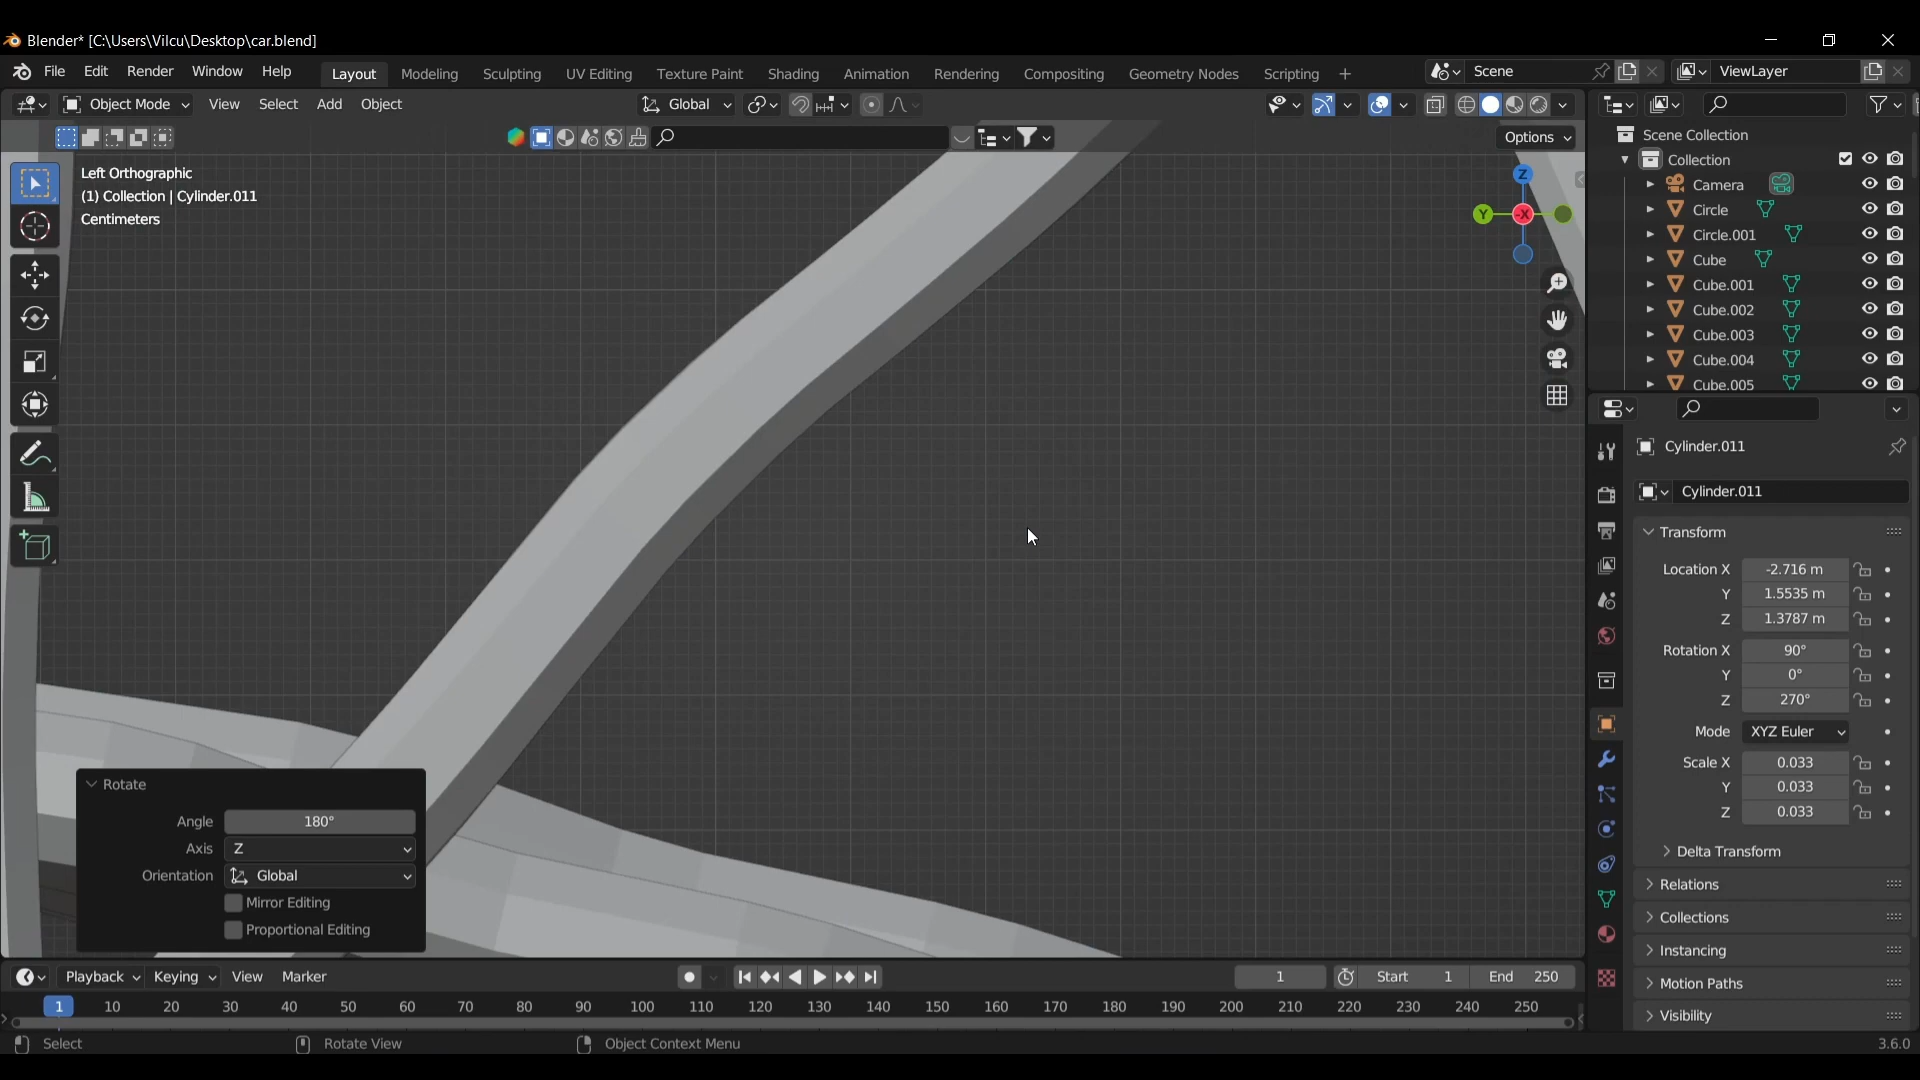 Blender* [C:\Users\Vilcu\Desktop\car.blend]
File Edit Render Window Help Layout Modeling Sculpting UV Editing Texture Paint Shading Animation Rendering Compositing Geometry Nodes Scripting + Scene ViewLayer
Object Mode View Select Add Object Global
Options
Left Orthographic
(1) Collection | Cylinder.011
Centimeters
Z
Y
-X
Scene Collection
Collection
Camera
Circle
Circle.001
Cube
Cube.001
Cube.002
Cube.003
Cube.004
Cube.005
Cylinder.011
Cylinder.011
Transform
Location X -2.716 m
Y 1.5535 m
Z 1.3787 m
Rotation X 90°
Y 0°
Z 270°
Mode XYZ Euler
Scale X 0.033
Y 0.033
Z 0.033
Delta Transform
Relations
Collections
Instancing
Motion Paths
Visibility
Rotate
Angle 180°
Axis Z
Orientation Global
Mirror Editing
Proportional Editing
Playback Keying View Marker 1 Start 1 End 250
1 10 20 30 40 50 60 70 80 90 100 110 120 130 140 150 160 170 180 190 200 210 220 230 240 250
Select Rotate View Object Context Menu 3.6.0